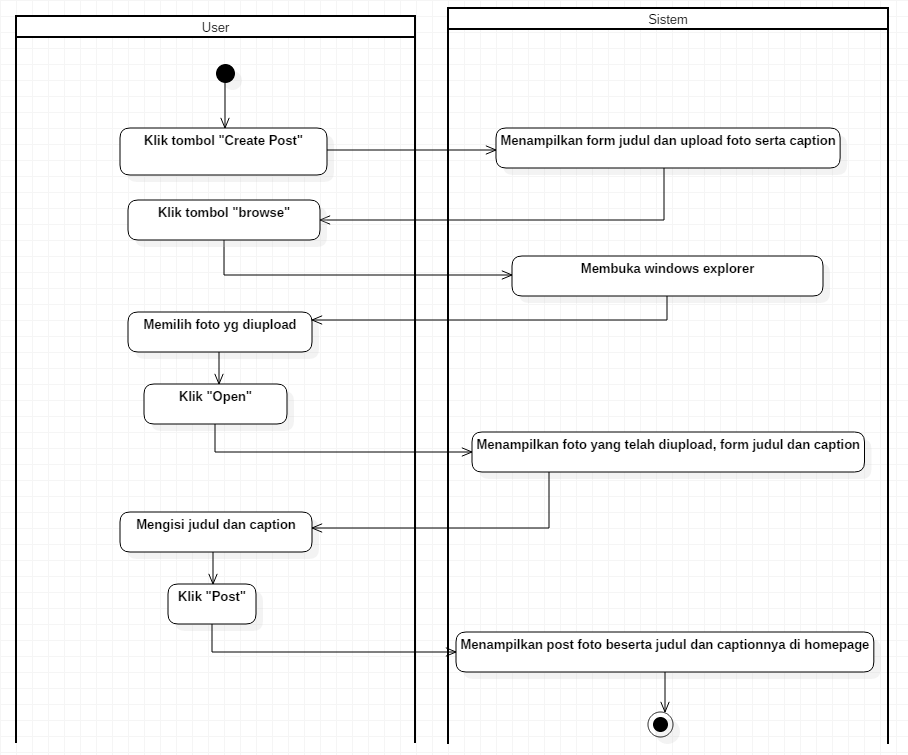 User
Sistem
Klik tombol "Create Post"
Menampilkan form judul dan upload foto serta caption
Klik tombol "browse"
Membuka windows explorer
Memilih foto yg diupload
Klik "Open"
Menampilkan foto yang telah diupload, form judul dan caption
Mengisi judul dan caption
Klik "Post"
Menampilkan post foto beserta judul dan captionnya di homepage